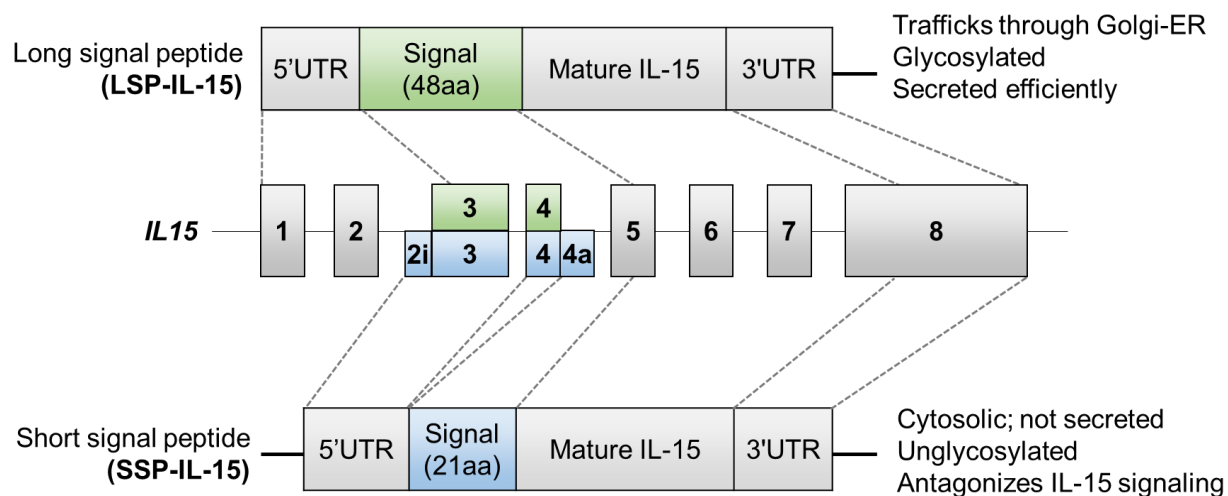 Long signal peptide
(LSP-IL-15)
5’UTR
Signal
(48aa)
Mature IL-15
3'UTR
Trafficks through Golgi-ER
Glycosylated
Secreted efficiently
IL15
1
2
3
4
2i
3
4
4a
5
6
7
8
Short signal peptide
(SSP-IL-15)
5’UTR
Signal
(21aa)
Mature IL-15
3'UTR
Cytosolic; not secreted
Unglycosylated
Antagonizes IL-15 signaling